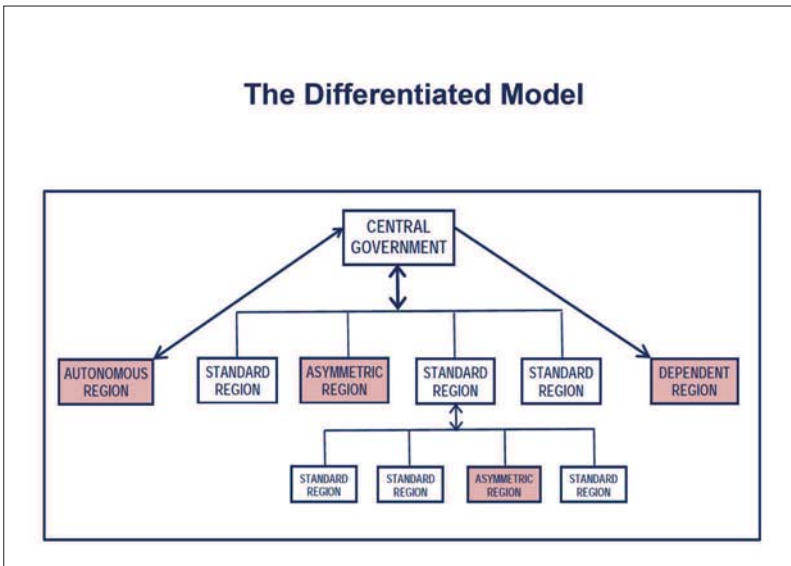 The Differentiated Model
CENTRAL
GOVERNMENT
AUTONOMOUS
REGION
STANDARD
REGION
ASYMMETRIC
REGION
STANDARD
REGION
STANDARD
REGION
DEPENDENT
REGION
STANDARD
REGION
STANDARD
REGION
ASYMMETRIC
REGION
STANDARD
REGION